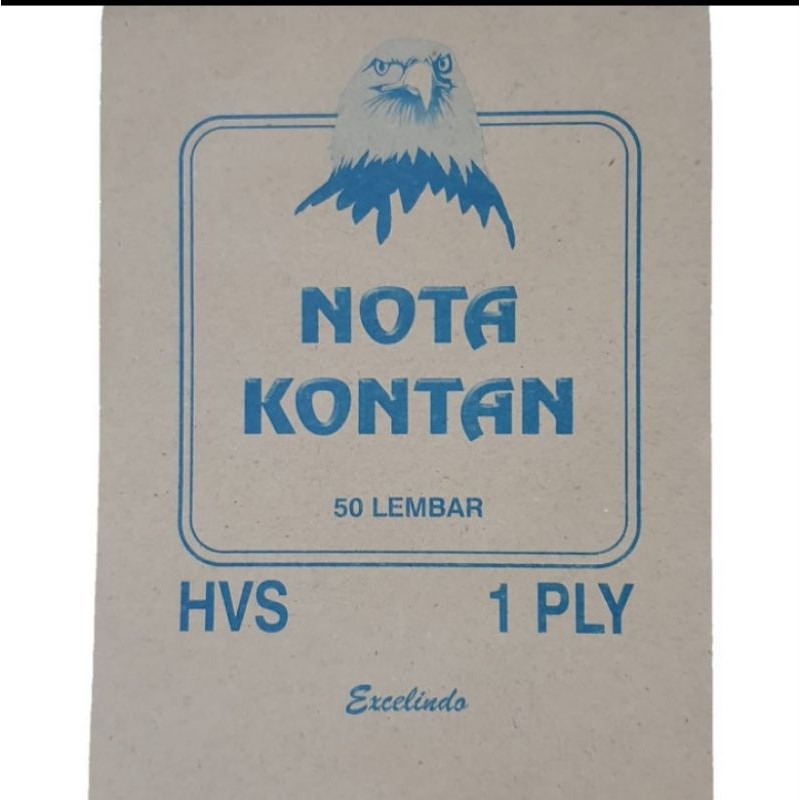 NOTA
KONTAN
50 LEMBAR
HVS 1 PLY
Excelindo